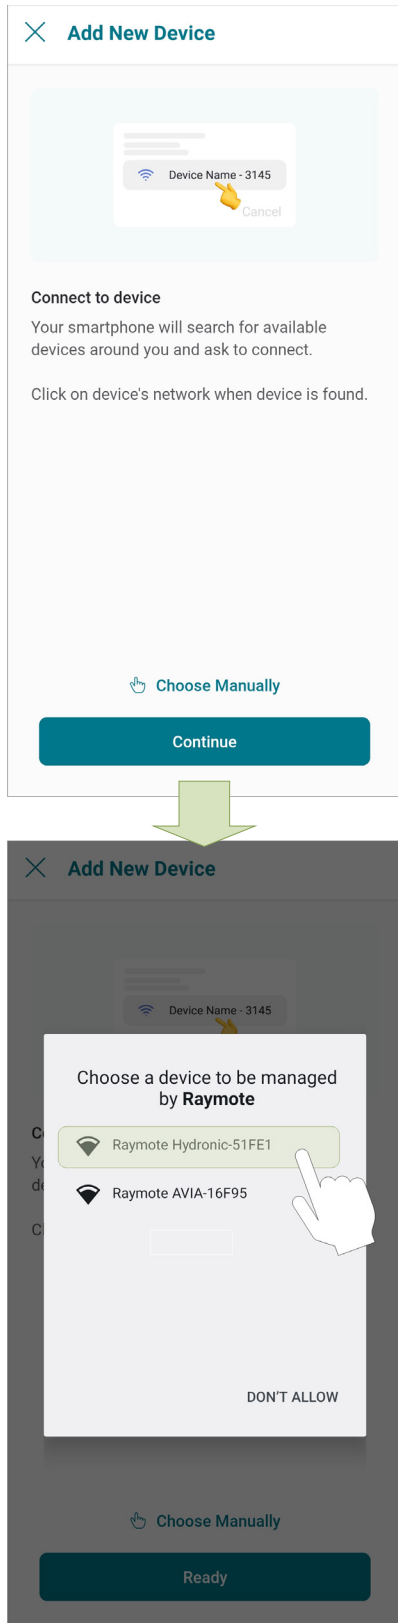 Add New Device
Device Name - 3145
Cancel
Connect to device
Your smartphone will search for available
devices around you and ask to connect.
Click on device's network when device is found.
Choose Manually
Continue
Add New Device
Device Name - 3145
Choose a device to be managed
by Raymote
Raymote Hydronic-51FE1
Raymote AVIA-16F95
DON'T ALLOW
Choose Manually
Ready